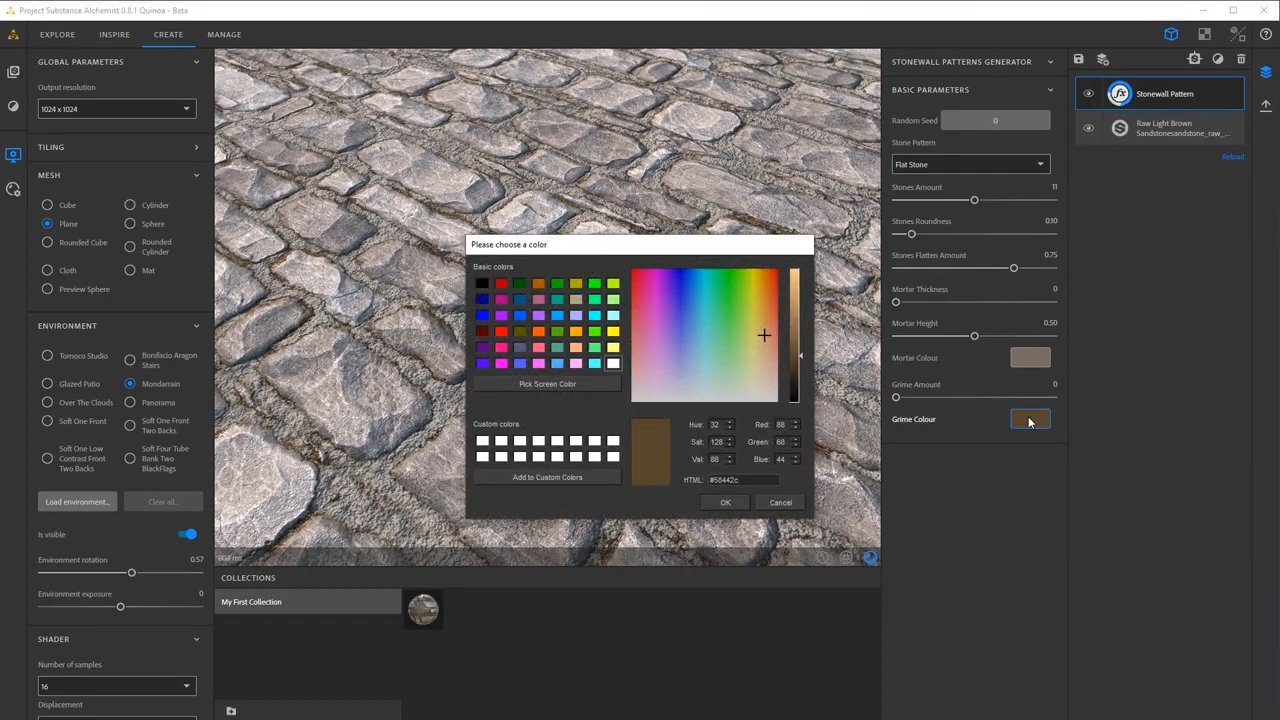 Project Substance Alchemist 0.8.1 Quinoa - Beta
EXPLORE INSPIRE CREATE MANAGE
GLOBAL PARAMETERS
Output resolution
1024 x 1024
TILING
MESH
Cube
Cylinder
Plane
Sphere
Rounded Cube
Rounded
Cylinder
Cloth
Mat
Preview Sphere
ENVIRONMENT
Tomoco Studio
Bonifacio Aragon
Stairs
Glazed Patio
Mondarrain
Over The Clouds
Panorama
Soft One Front
Soft One Front
Two Backs
Soft One Low
Contrast Front
Two Backs
Soft Four Tube
Bank Two
BlackFlags
Load environment...
Clear all...
Is visible
Environment rotation 0.57
Environment exposure 0
SHADER
Number of samples
16
Displacement
Please choose a color
Basic colors
Pick Screen Color
Custom colors
Add to Custom Colors
Hue: 32
Red: 88
Sat: 128
Green: 68
Val: 88
Blue: 44
HTML: #58442c
OK
Cancel
804 ms
COLLECTIONS
My First Collection
STONEWALL PATTERNS GENERATOR
BASIC PARAMETERS
Random Seed 0
Stone Pattern
Flat Stone
Stones Amount 11
Stones Roundness 0.10
Stones Flatten Amount 0.75
Mortar Thickness 0
Mortar Height 0.50
Mortar Colour
Grime Amount 0
Grime Colour
fx
Stonewall Pattern
Raw Light Brown
Sandstonesandstone_raw_...
Reload